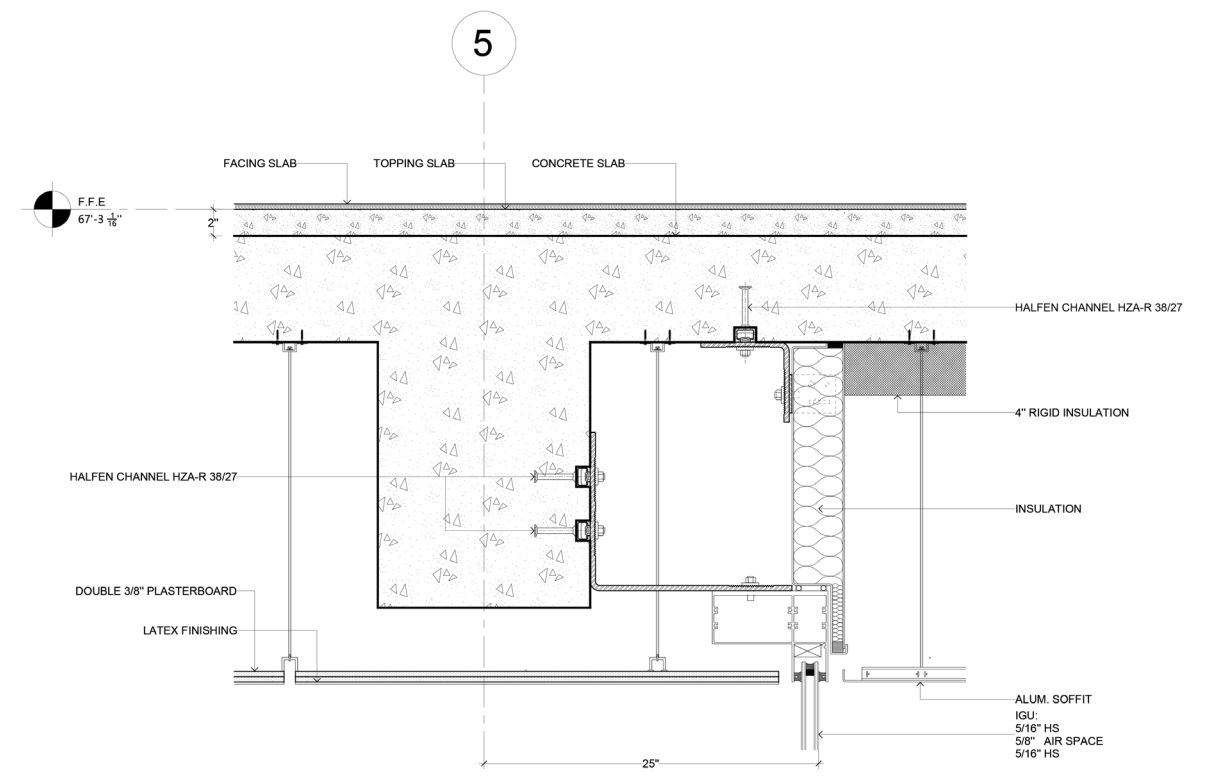 5
FACING SLAB
TOPPING SLAB
CONCRETE SLAB
F.F.E
67'-3 1/16"
2"
HALFEN CHANNEL HZA-R 38/27
4" RIGID INSULATION
HALFEN CHANNEL HZA-R 38/27
INSULATION
DOUBLE 3/8" PLASTERBOARD
LATEX FINISHING
ALUM. SOFFIT
IGU:
5/16" HS
5/8" AIR SPACE
5/16" HS
25"